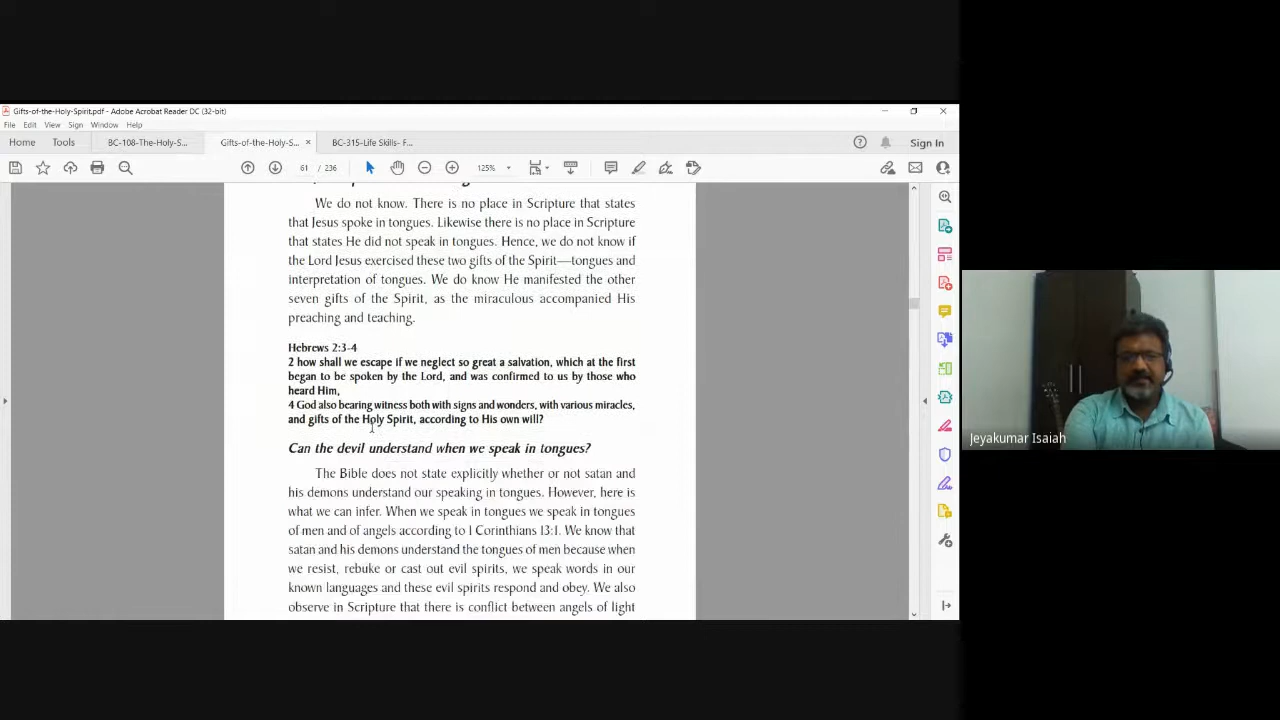 Gifts-of-the-Holy-Spirit.pdf - Adobe Acrobat Reader DC (32-bit)
File Edit View Sign Window Help
Home Tools BC-108-The-Holy-S... Gifts-of-the-Holy-S... × BC-315-Life Skills- F... Sign In
61 / 236 125%
We do not know. There is no place in Scripture that states
that Jesus spoke in tongues. Likewise there is no place in Scripture
that states He did not speak in tongues. Hence, we do not know if
the Lord Jesus exercised these two gifts of the Spirit—tongues and
interpretation of tongues. We do know He manifested the other
seven gifts of the Spirit, as the miraculous accompanied His
preaching and teaching.
Hebrews 2:3-4
2 how shall we escape if we neglect so great a salvation, which at the first
began to be spoken by the Lord, and was confirmed to us by those who
heard Him,
4 God also bearing witness both with signs and wonders, with various miracles,
and gifts of the Holy Spirit, according to His own will?
Can the devil understand when we speak in tongues?
The Bible does not state explicitly whether or not satan and
his demons understand our speaking in tongues. However, here is
what we can infer. When we speak in tongues we speak in tongues
of men and of angels according to 1 Corinthians 13:1. We know that
satan and his demons understand the tongues of men because when
we resist, rebuke or cast out evil spirits, we speak words in our
known languages and these evil spirits respond and obey. We also
observe in Scripture that there is conflict between angels of light
Jeyakumar Isaiah